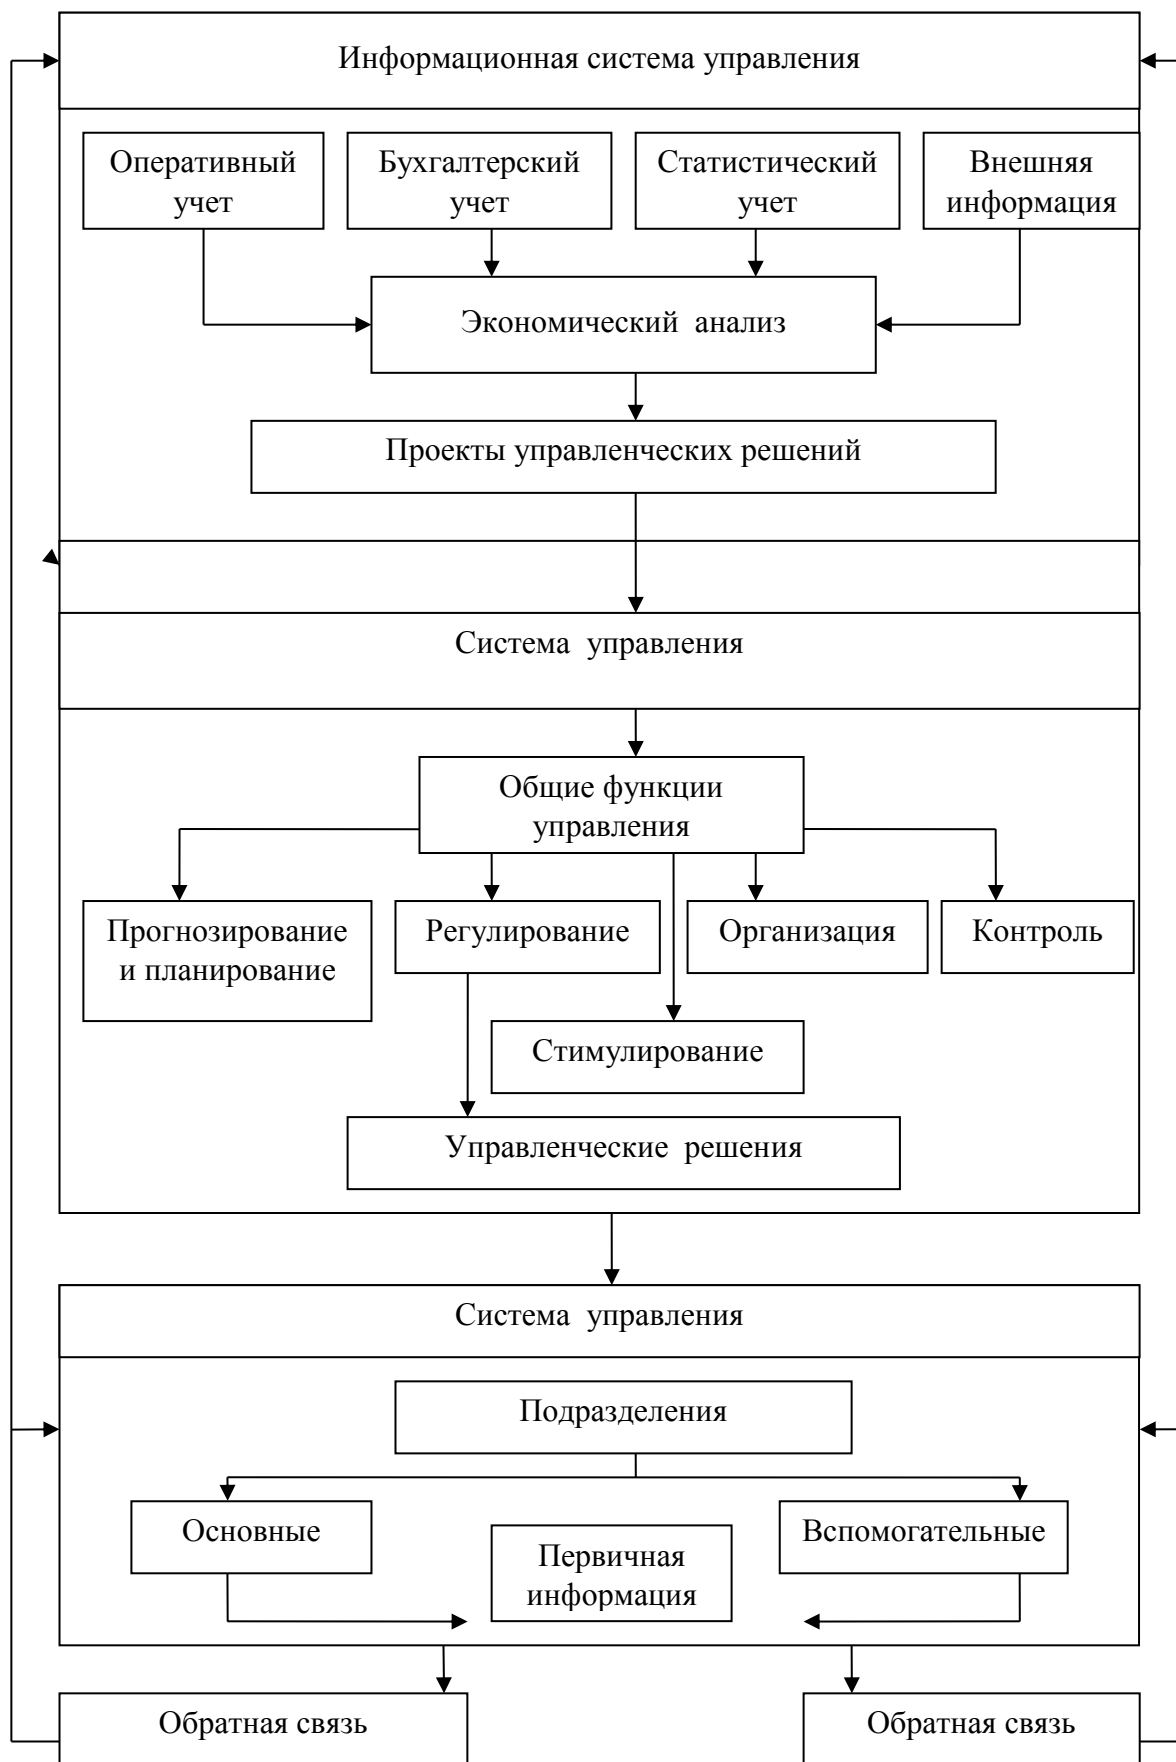 Информационная система управления
Оперативный
учет
Бухгалтерский
учет
Статистический
учет
Внешняя
информация
Экономический анализ
Проекты управленческих решений
Система управления
Общие функции
управления
Прогнозирование
и планирование
Регулирование
Организация
Контроль
Стимулирование
Управленческие решения
Система управления
Подразделения
Основные
Вспомогательные
Первичная
информация
Обратная связь
Обратная связь